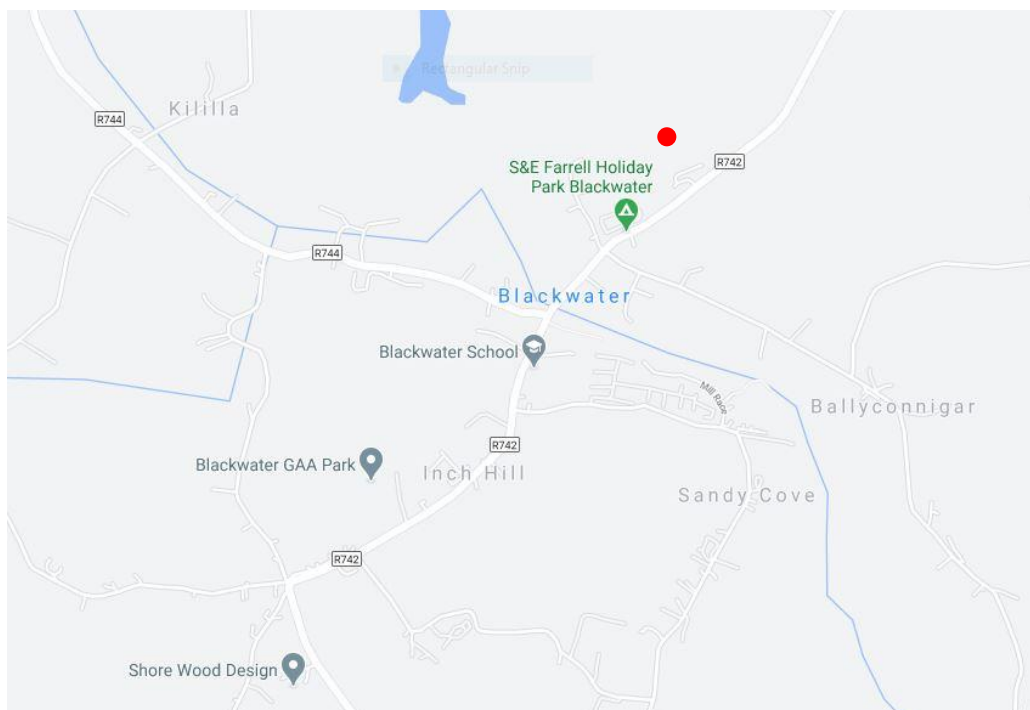 Rectangular Snip
Kililla
R744
R742
S&E Farrell Holiday
Park Blackwater
R744
Blackwater
Blackwater School
Mill Race
Ballyconnigar
R742
Blackwater GAA Park
Inch Hill
Sandy Cove
R742
Shore Wood Design